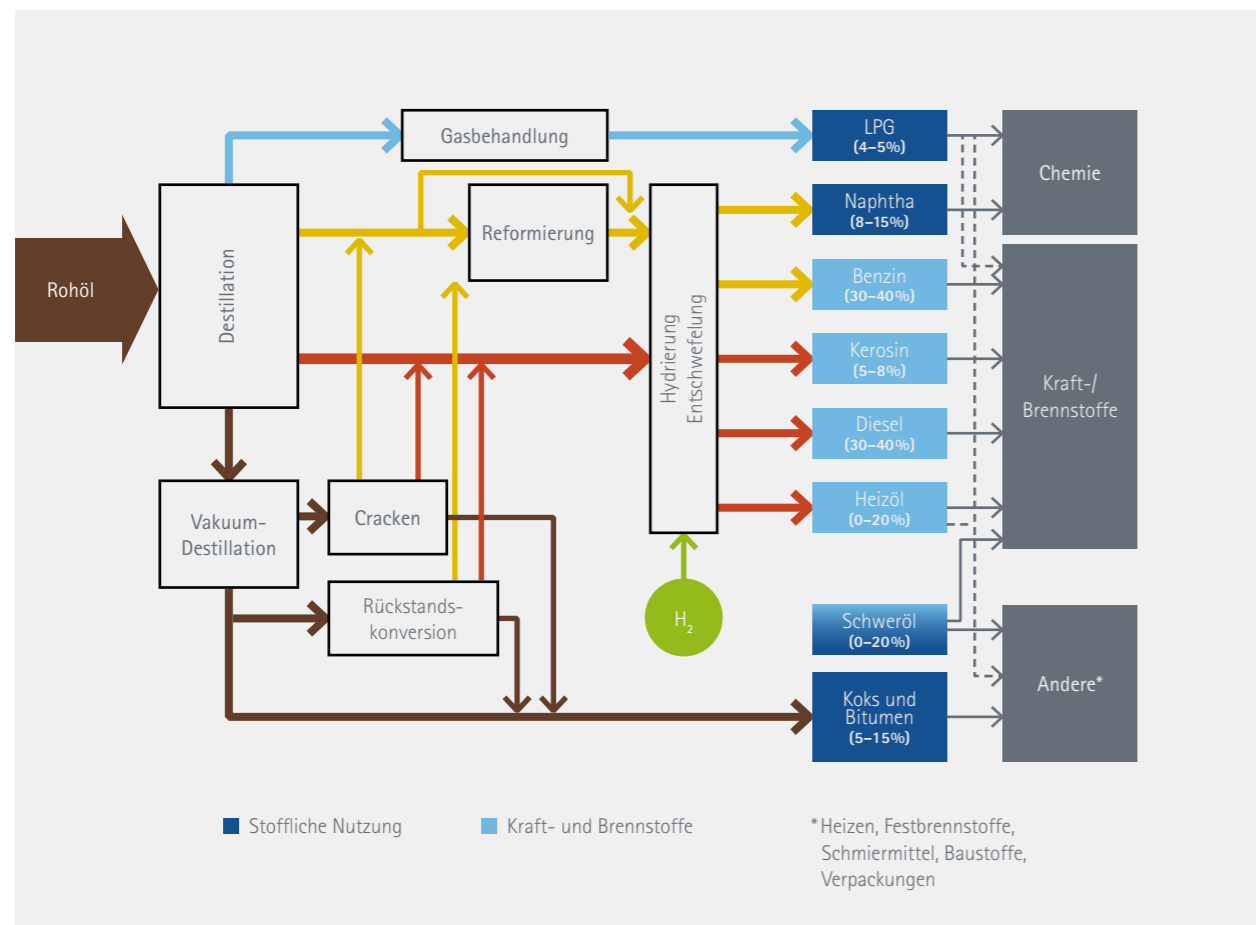 Gasbehandlung
LPG
(4–5%)
Chemie
Naphtha
(8–15%)
Reformierung
Rohöl
Destillation
Hydrierung
Entschwefelung
Benzin
(30–40%)
Kerosin
(5–8%)
Kraft-/
Brennstoffe
Diesel
(30–40%)
Heizöl
(0–20%)
Vakuum-
Destillation
Cracken
Rückstands-
konversion
H2
Schweröl
(0–20%)
Andere*
Koks und
Bitumen
(5–15%)
Stoffliche Nutzung
Kraft- und Brennstoffe
*Heizen, Festbrennstoffe,
Schmiermittel, Baustoffe,
Verpackungen